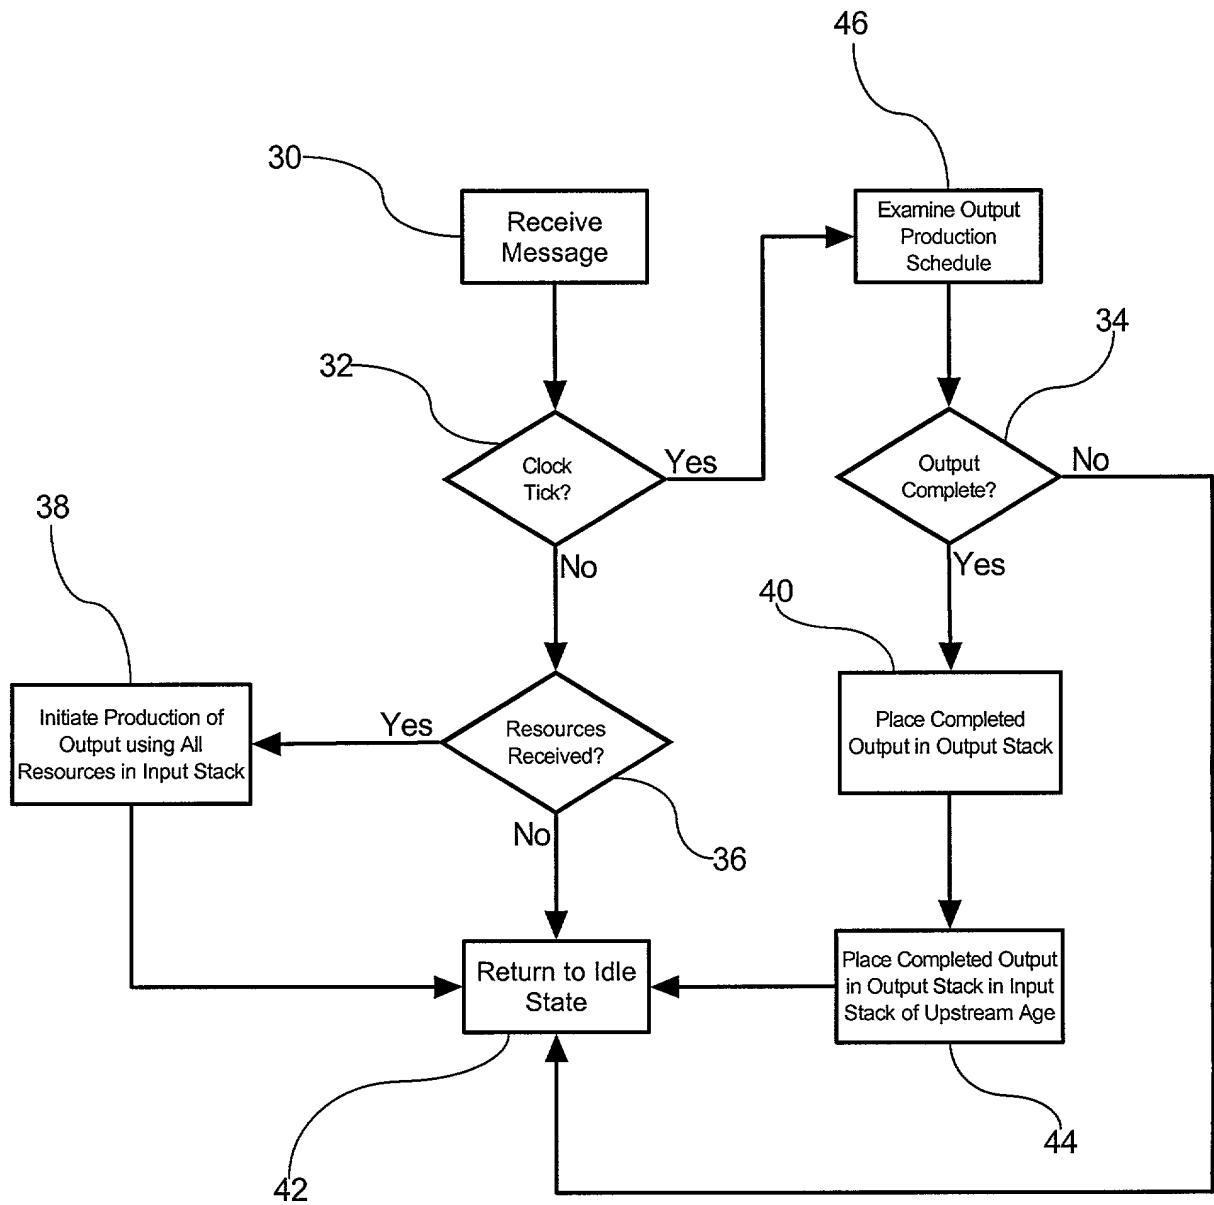 46
30
Receive
Message
Examine Output
Production
Schedule
34
32
Clock
Tick?
Yes
Output
Complete?
No
38
No
Yes
40
Initiate Production of
Output using All
Resources in Input Stack
Yes
Resources
Received?
Place Completed
Output in Output Stack
No
36
Return to Idle
State
Place Completed Output
in Output Stack in Input
Stack of Upstream Age
42
44